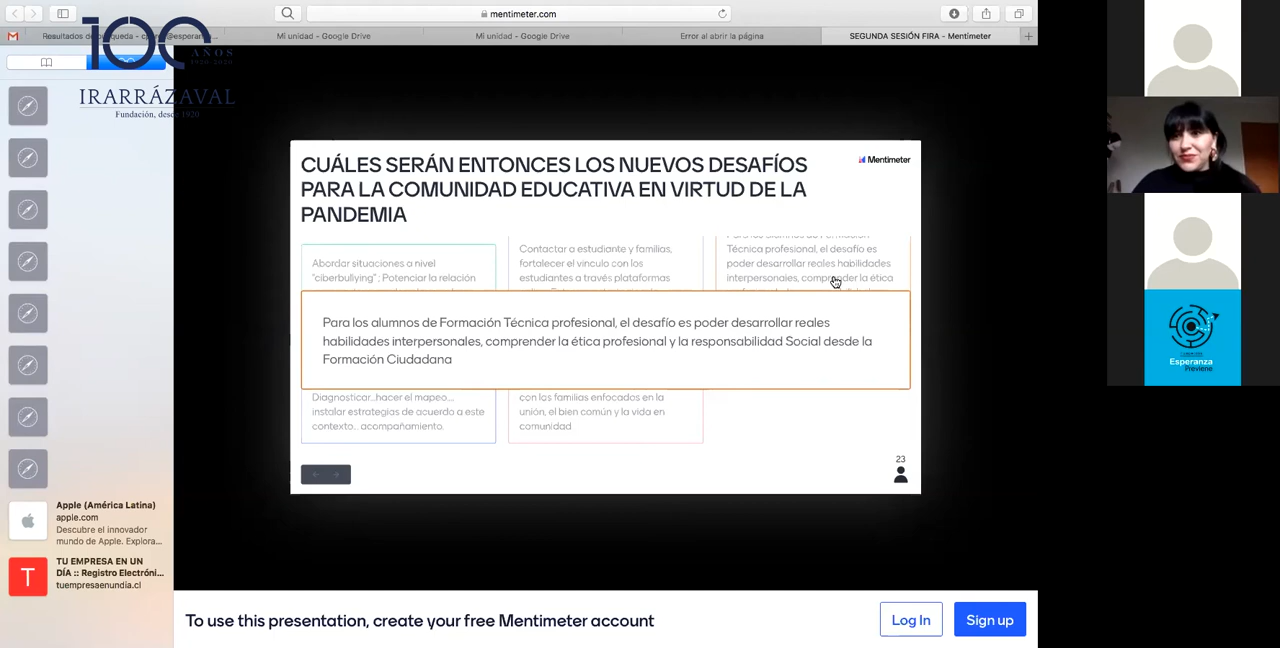 mentimeter.com
Mi unidad - Google Drive
Mi unidad - Google Drive
Error al abrir la página
SEGUNDA SESIÓN FIRA - Mentimeter
100
AÑOS
1920-2020
IRARRÁZAVAL
Fundación, desde 1920
CUÁLES SERÁN ENTONCES LOS NUEVOS DESAFÍOS
PARA LA COMUNIDAD EDUCATIVA EN VIRTUD DE LA
PANDEMIA
Mentimeter
Abordar situaciones a nivel
"ciberbullying"; Potenciar la relación
Contactar a estudiante y familias,
fortalecer el vinculo con los
estudiantes a través plataformas
Técnica profesional, el desafío es
poder desarrollar reales habilidades
interpersonales, comprender la ética
Para los alumnos de Formación Técnica profesional, el desafío es poder desarrollar reales
habilidades interpersonales, comprender la ética profesional y la responsabilidad Social desde la
Formación Ciudadana
Diagnosticar...hacer el mapeo...
instalar estrategias de acuerdo a este
contexto... acompañamiento.
con las familias enfocados en la
unión, el bien común y la vida en
comunidad
23
Apple (América Latina)
apple.com
Descubre el innovador
mundo de Apple. Explora...
T
TU EMPRESA EN UN
DÍA :: Registro Electróni...
tuempresaenundia.cl
To use this presentation, create your free Mentimeter account
Log In
Sign up
Esperanza
Previene